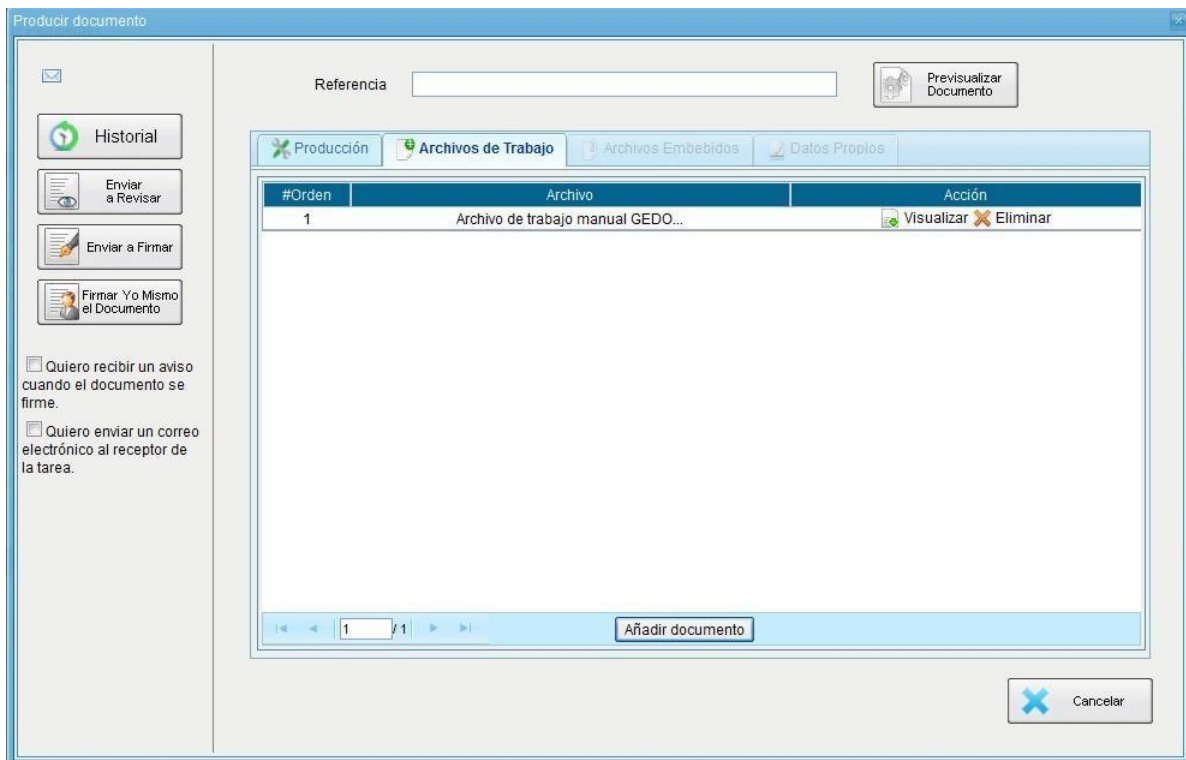 Producir documento
Referencia
Previsualizar
Documento
Historial
Enviar
a Revisar
Enviar a Firmar
Firmar Yo Mismo
el Documento
Quiero recibir un aviso
cuando el documento se
firme.
Quiero enviar un correo
electrónico al receptor de
la tarea.
Producción
Archivos de Trabajo
Archivos Embebidos
Datos Propios
#Orden Archivo Acción
1 Archivo de trabajo manual GEDO... Visualizar Eliminar
1 / 1
Añadir documento
Cancelar